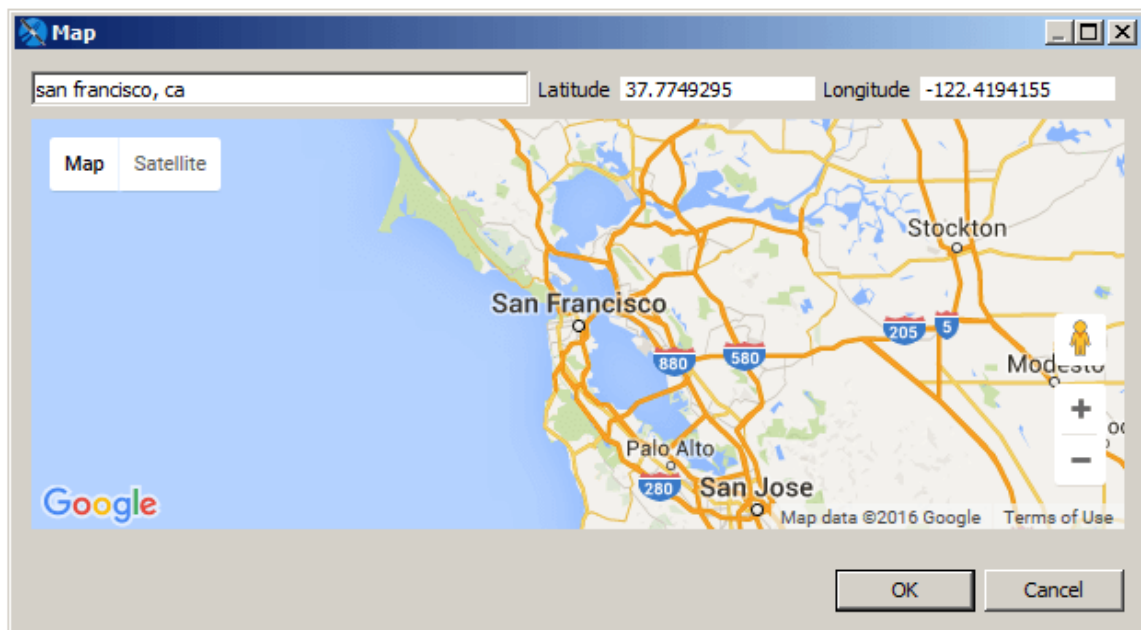 Map
san francisco, ca
Latitude 37.7749295
Longitude -122.4194155
Map Satellite
Stockton
San Francisco
205
5
880
580
Modesto
+
Palo Alto
−
280
San Jose
Google
Map data ©2016 Google
Terms of Use
OK
Cancel